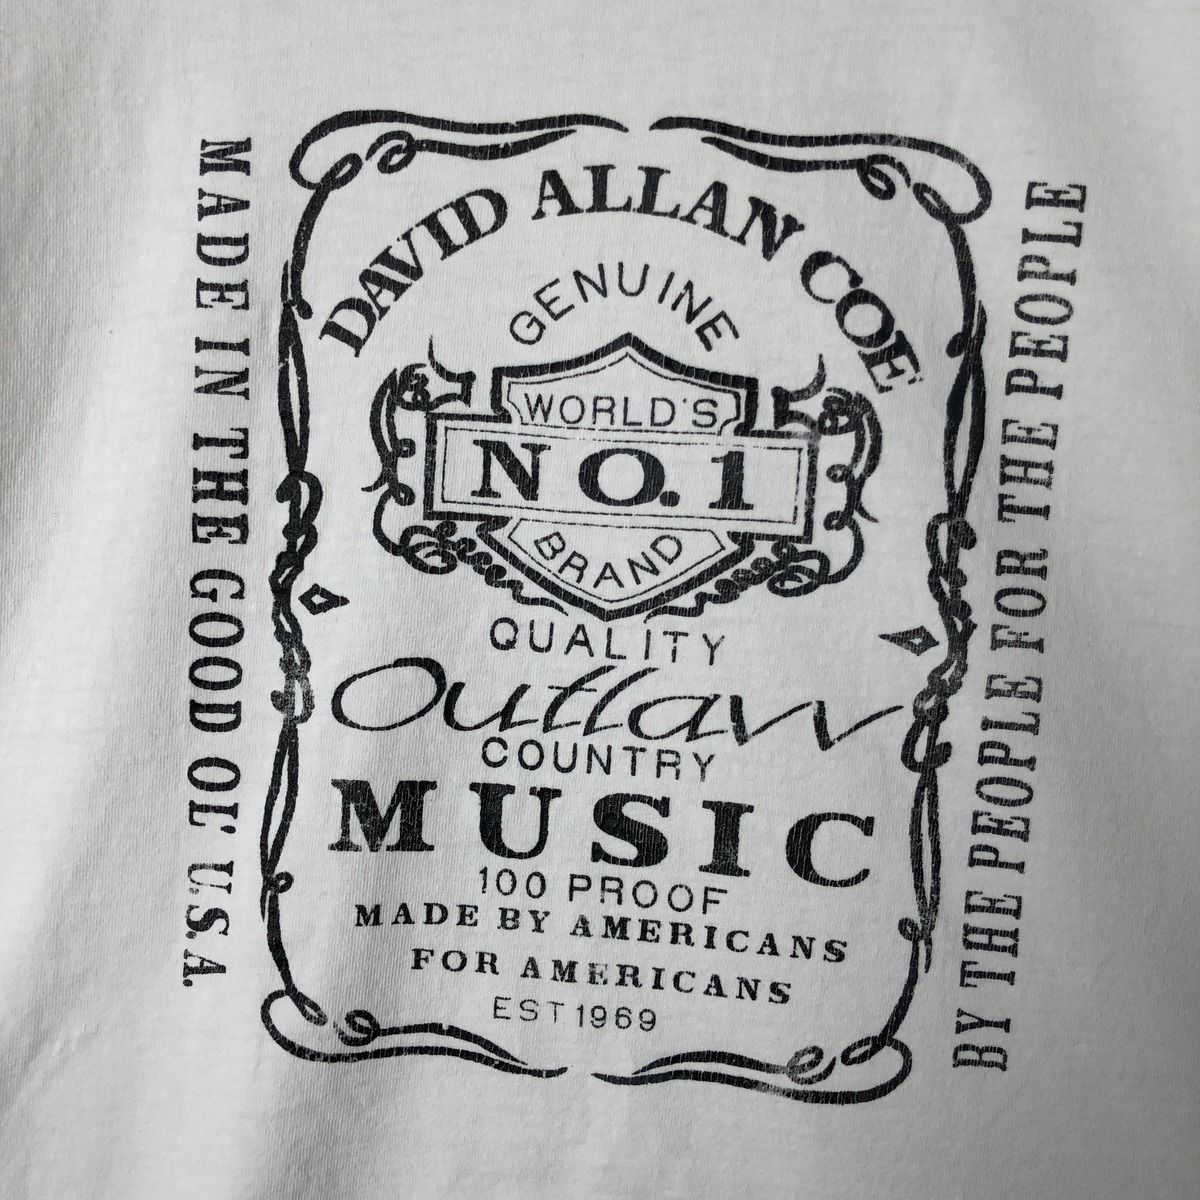 MADE IN THE GOOD OL' U.S.A.
DAVID ALLAN COE
GENUINE
WORLD'S
NO.1
BRAND
QUALITY
Outlaw
COUNTRY
MUSIC
100 PROOF
MADE BY AMERICANS
FOR AMERICANS
EST 1969
BY THE PEOPLE FOR THE PEOPLE